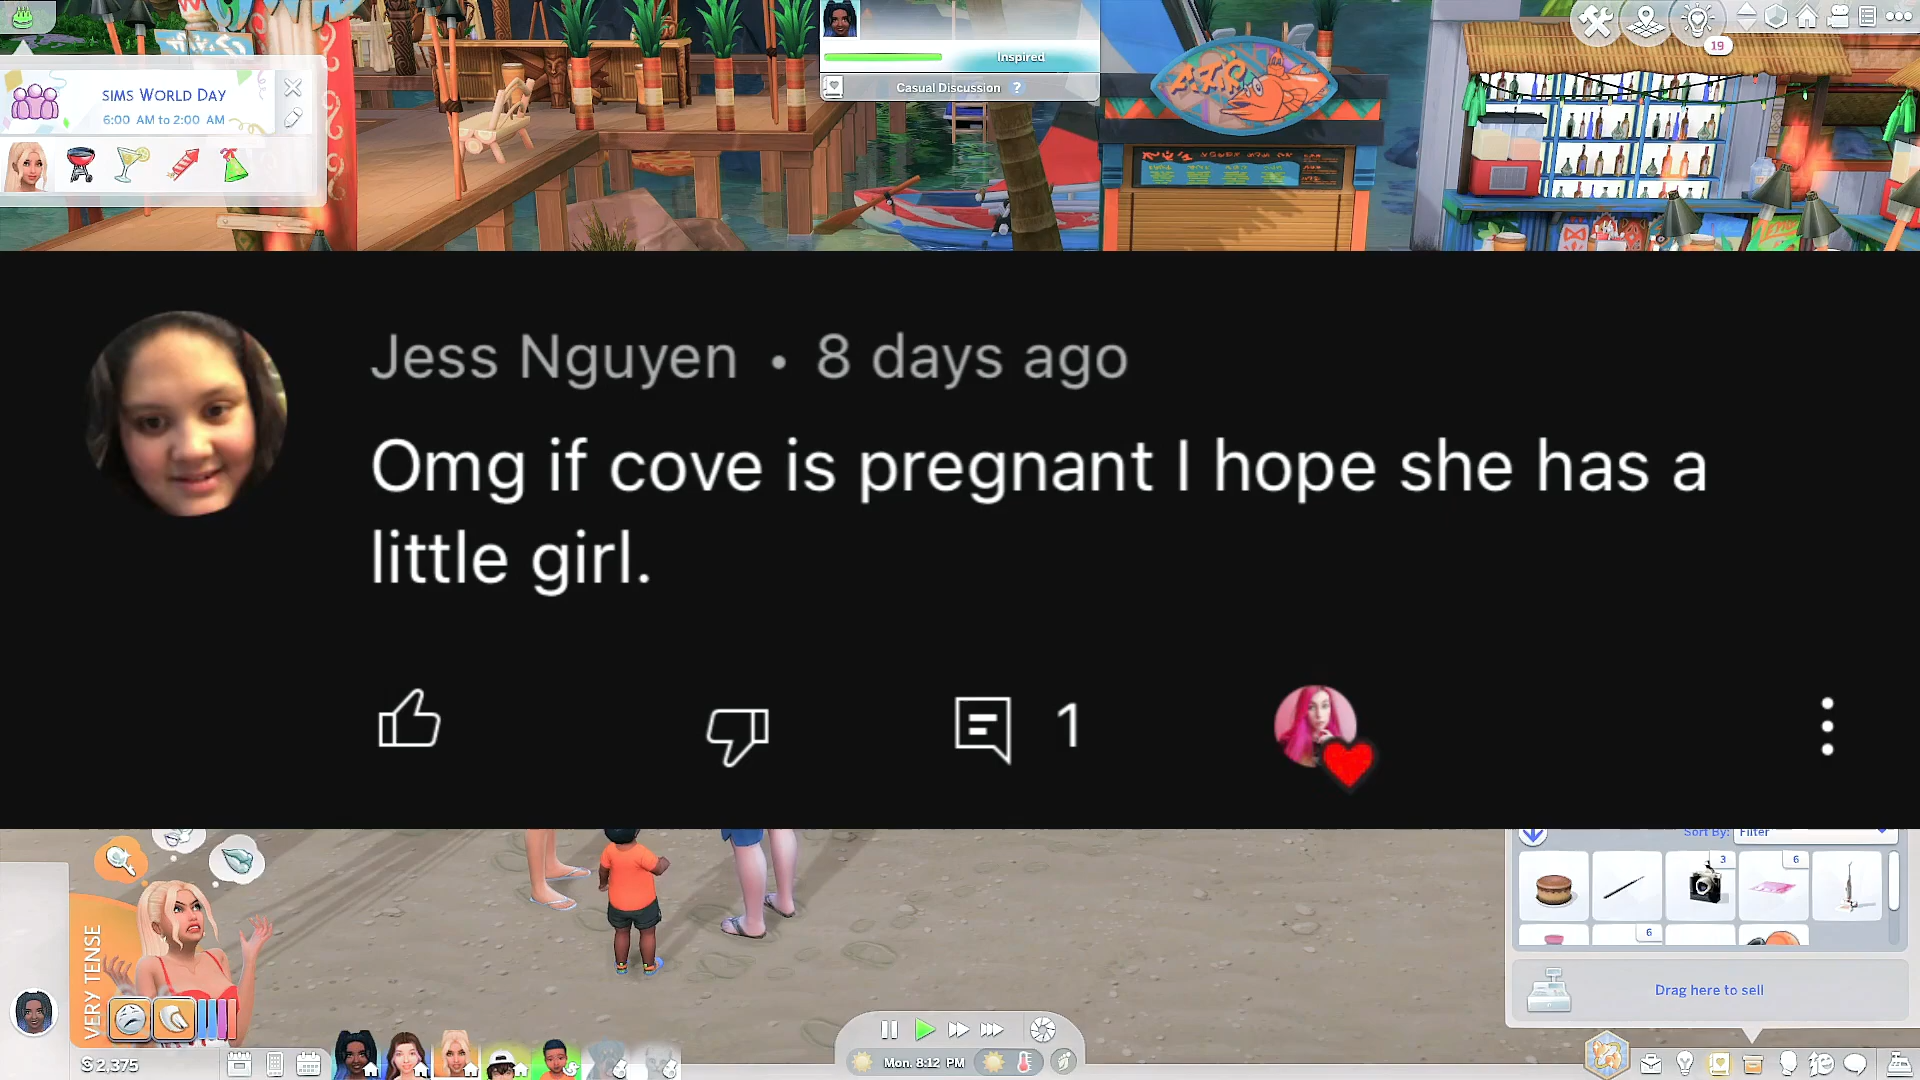 Inspired
Casual Discussion ?
19
SIMS WORLD DAY
6:00 AM to 2:00 AM
Jess Nguyen • 8 days ago
Omg if cove is pregnant I hope she has a
little girl.
1
Sort By: Filter
3
6
6
VERY TENSE
Drag here to sell
2,375
Mon. 8:12 PM